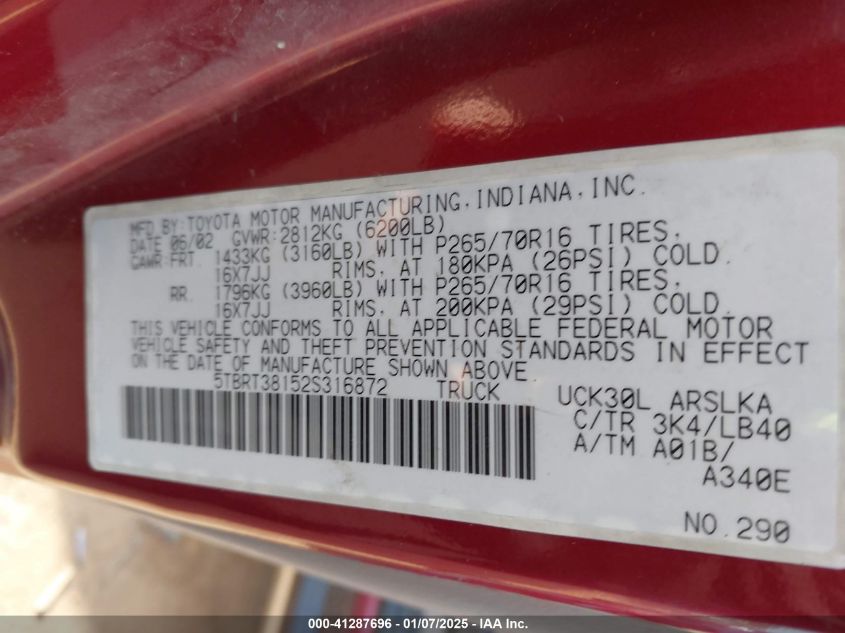 MFD.BY:TOYOTA MOTOR MANUFACTURING,INDIANA,INC.
DATE 06/02 GVWR:2812KG (6200LB)
GAWR:FRT. 1433KG (3160LB) WITH P265/70R16 TIRES,
16X7JJ RIMS, AT 180KPA (26PSI) COLD.
RR. 1796KG (3960LB) WITH P265/70R16 TIRES,
16X7JJ RIMS, AT 200KPA (29PSI) COLD.
THIS VEHICLE CONFORMS TO ALL APPLICABLE FEDERAL MOTOR
VEHICLE SAFETY AND THEFT PREVENTION STANDARDS IN EFFECT
ON THE DATE OF MANUFACTURE SHOWN ABOVE.
5TBRT38152S316872 TRUCK
UCK30L ARSLKA
C/TR 3K4/LB40
A/TM A01B/
A340E
NO.290
000-41287696 - 01/07/2025 - IAA Inc.